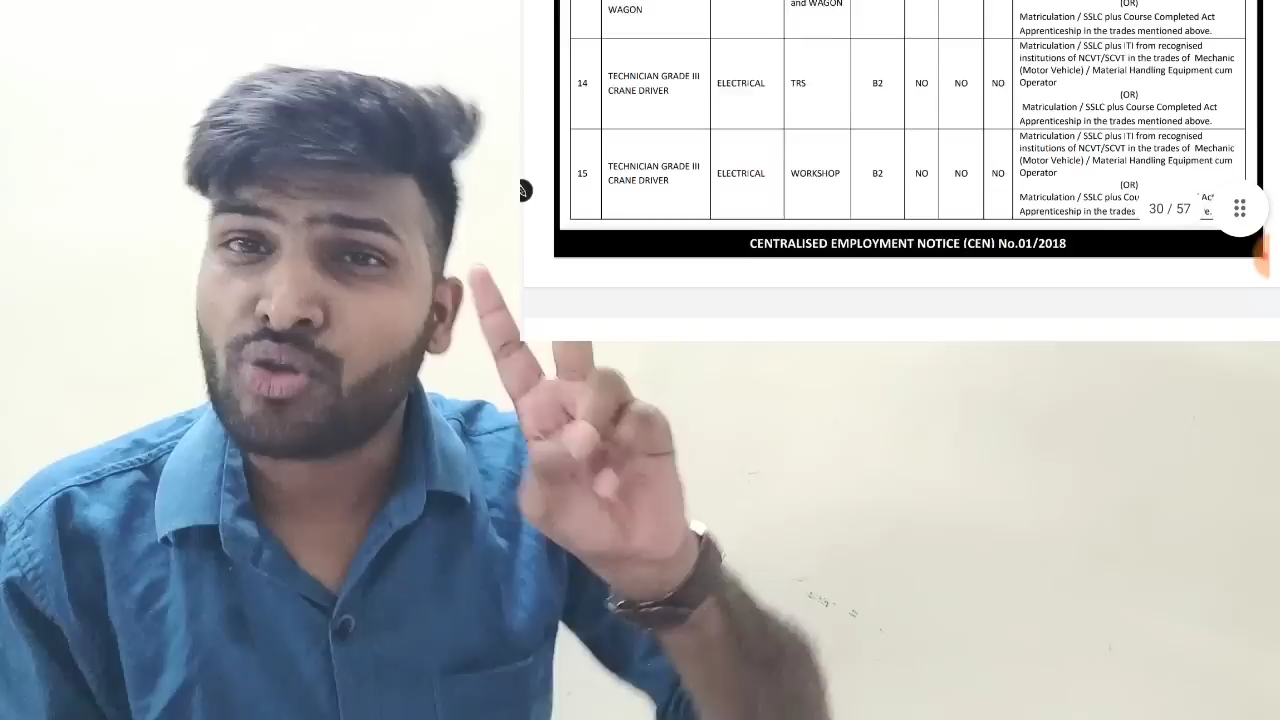 WAGON
and WAGON
(OR)
Matriculation / SSLC plus Course Completed Act
Apprenticeship in the trades mentioned above.
14
TECHNICIAN GRADE III
CRANE DRIVER
ELECTRICAL
TRS
B2
NO
NO
NO
Matriculation / SSLC plus ITI from recognised
institutions of NCVT/SCVT in the trades of Mechanic
(Motor Vehicle) / Material Handling Equipment cum
Operator
(OR)
Matriculation / SSLC plus Course Completed Act
Apprenticeship in the trades mentioned above.
15
TECHNICIAN GRADE III
CRANE DRIVER
ELECTRICAL
WORKSHOP
B2
NO
NO
NO
Matriculation / SSLC plus ITI from recognised
institutions of NCVT/SCVT in the trades of Mechanic
(Motor Vehicle) / Material Handling Equipment cum
Operator
(OR)
Matriculation / SSLC plus Act
Apprenticeship in the trades
30 / 57
CENTRALISED EMPLOYMENT NOTICE (CEN) No.01/2018